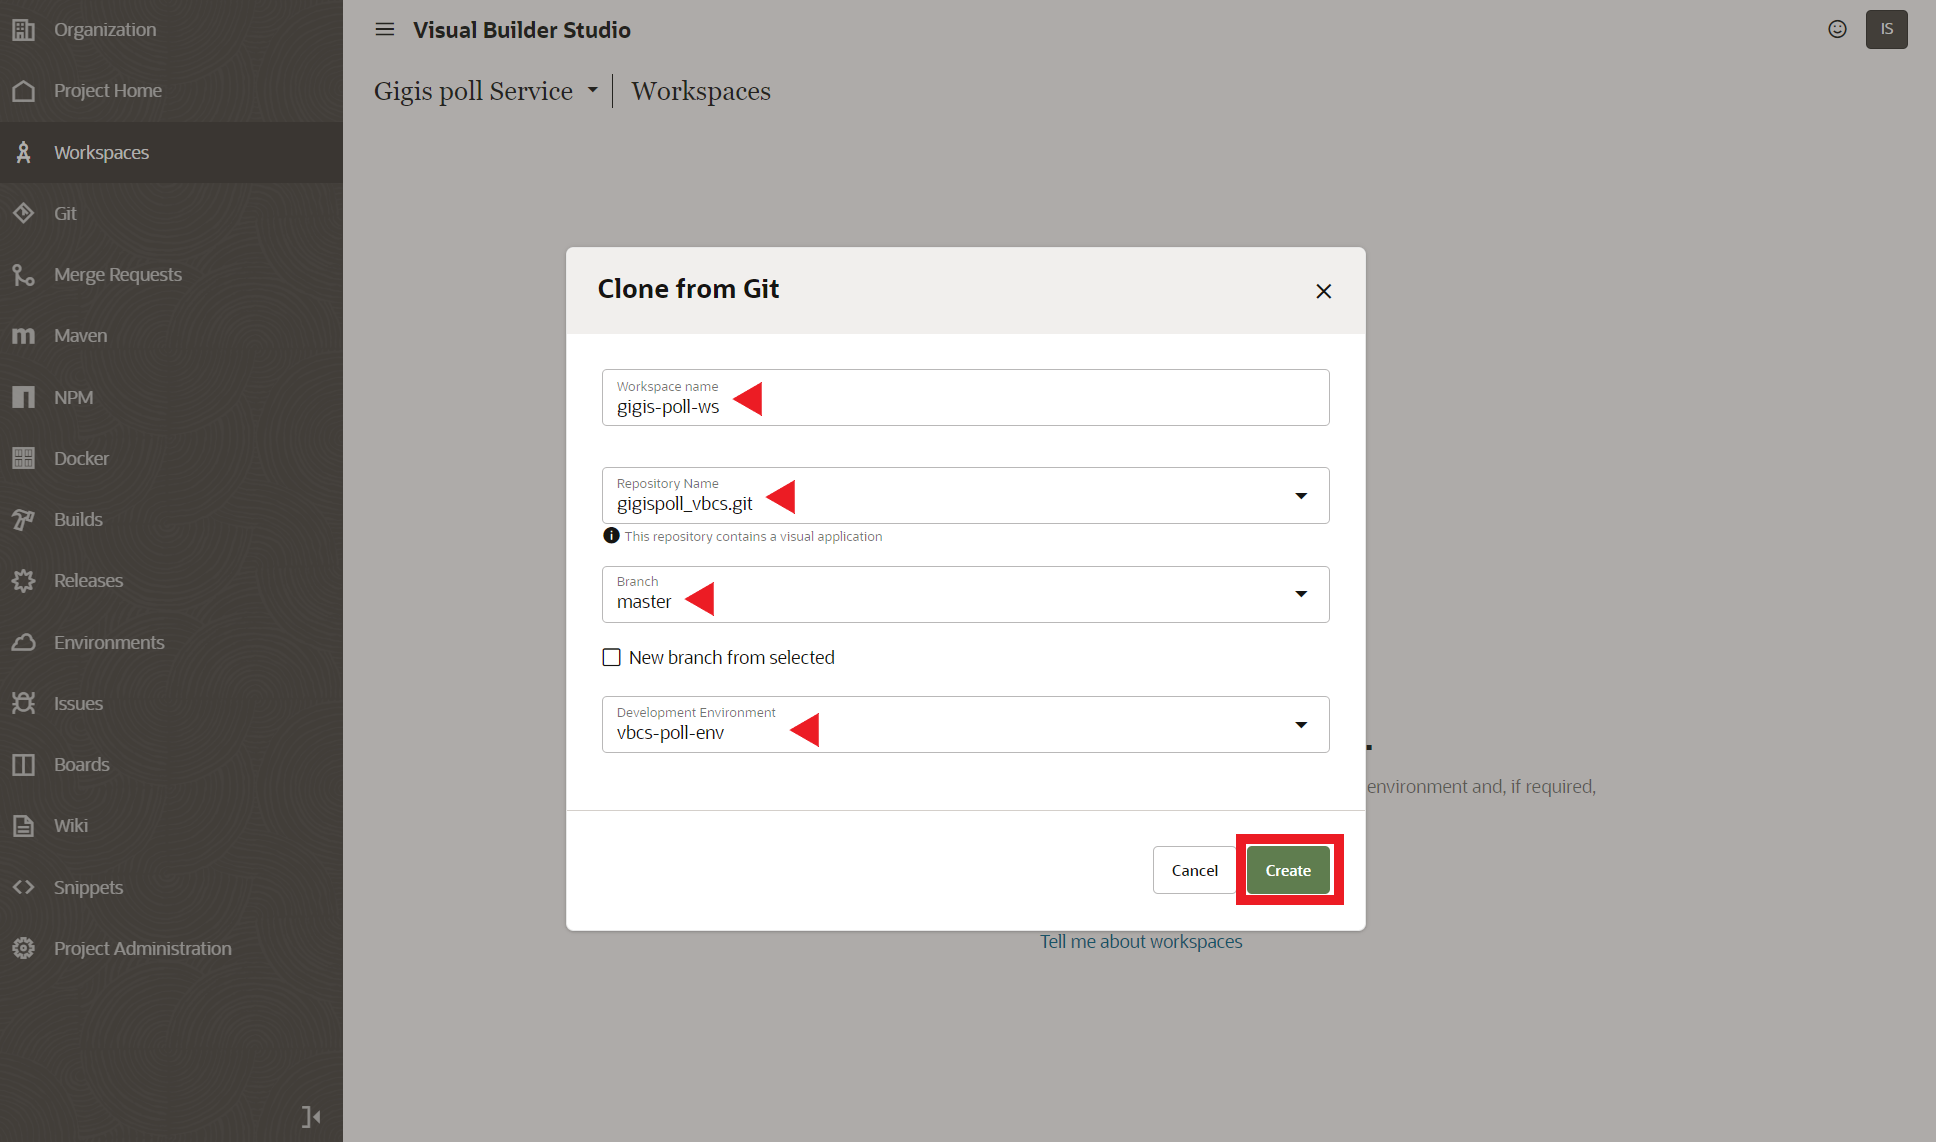 Organization
Project Home
Workspaces
Git
Merge Requests
Maven
NPM
Docker
Builds
Releases
Environments
Issues
Boards
Wiki
Snippets
Project Administration
Visual Builder Studio
IS
Gigis poll Service
Workspaces
Clone from Git
Workspace name
gigis-poll-ws
Repository Name
gigispoll_vbcs.git
This repository contains a visual application
Branch
master
New branch from selected
Development Environment
vbcs-poll-env
environment and, if required,
Cancel
Create
Tell me about workspaces